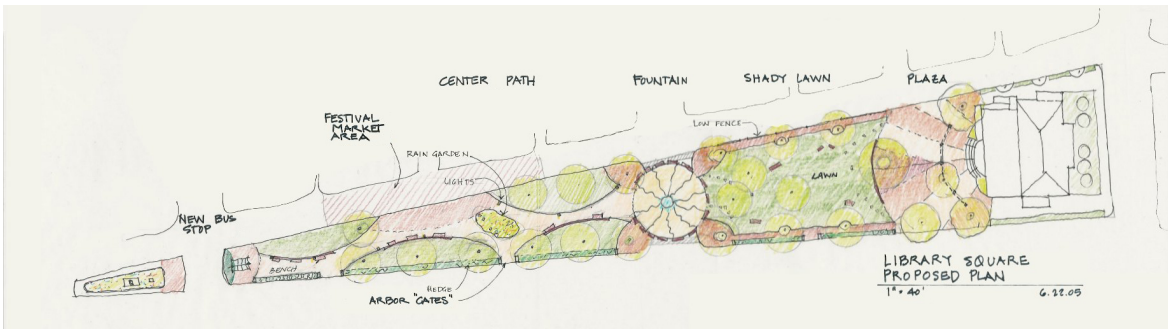 CENTER PATH
FOUNTAIN
SHADY LAWN
PLAZA
FESTIVAL
MARKET
AREA
LOW FENCE
RAIN GARDEN
LIGHTS
LAWN
NEW BUS
STOP
BENCH
HEDGE
ARBOR "GATES"
LIBRARY SQUARE
PROPOSED PLAN
1" = 40'
6.22.05